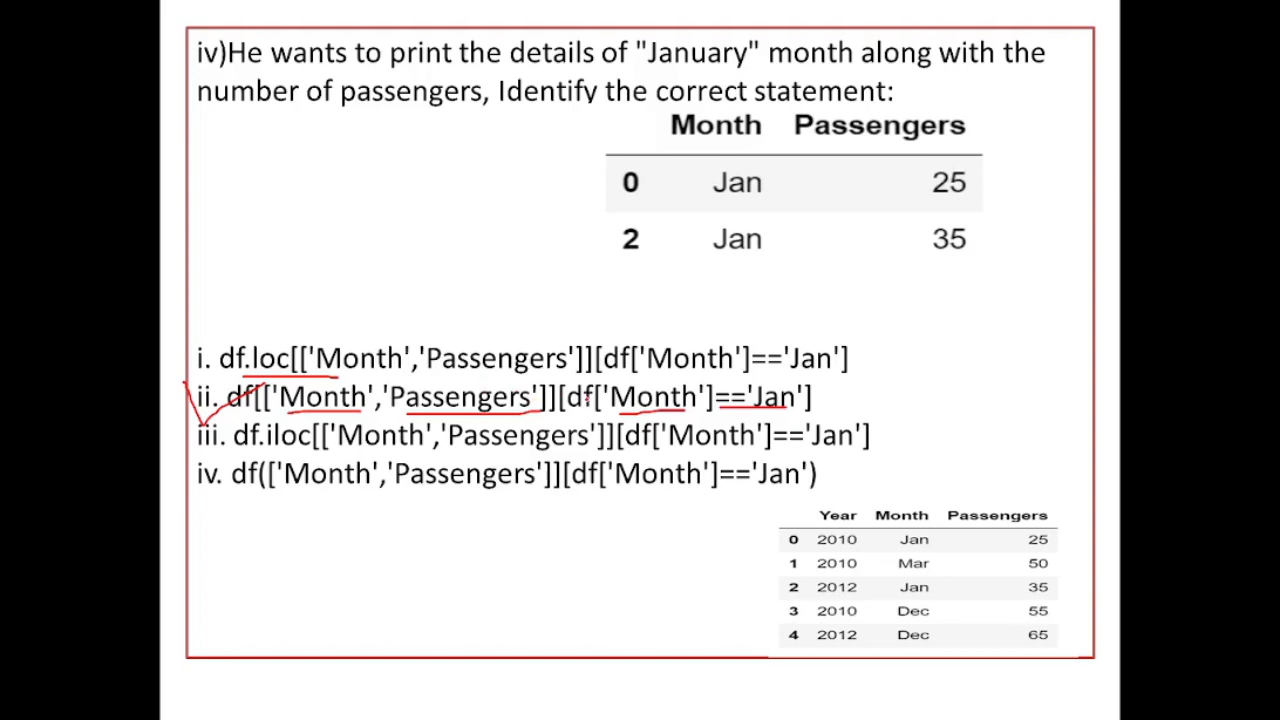 iv)He wants to print the details of "January" month along with the
number of passengers, Identify the correct statement:
Month Passengers
0 Jan 25
2 Jan 35
i. df.loc[['Month','Passengers']][df['Month']=='Jan']
ii. df[['Month','Passengers']][df['Month']=='Jan']
iii. df.iloc[['Month','Passengers']][df['Month']=='Jan']
iv. df(['Month','Passengers']][df['Month']=='Jan')
Year Month Passengers
0 2010 Jan 25
1 2010 Mar 50
2 2012 Jan 35
3 2010 Dec 55
4 2012 Dec 65